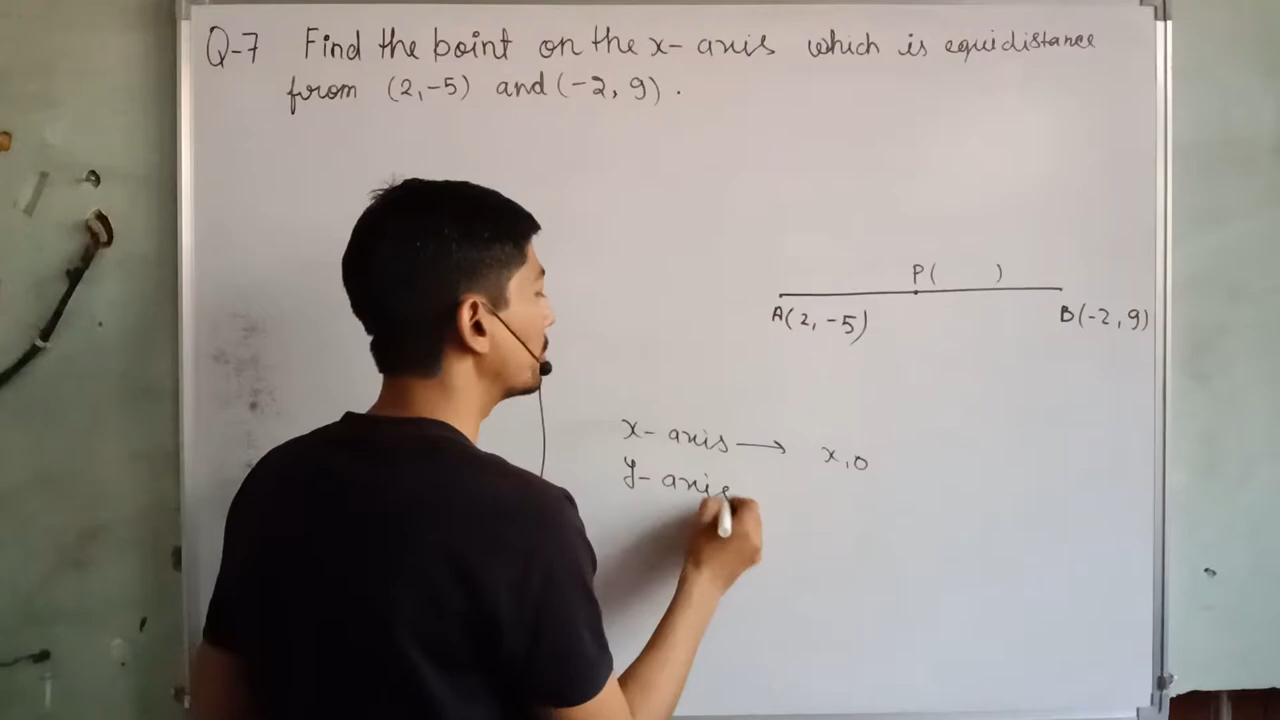 Q-7 Find the point on the x-axis which is equidistance
from (2,-5) and (-2, 9).
P( )
A(2, -5) B(-2, 9)
x-axis → x,0
y-axis